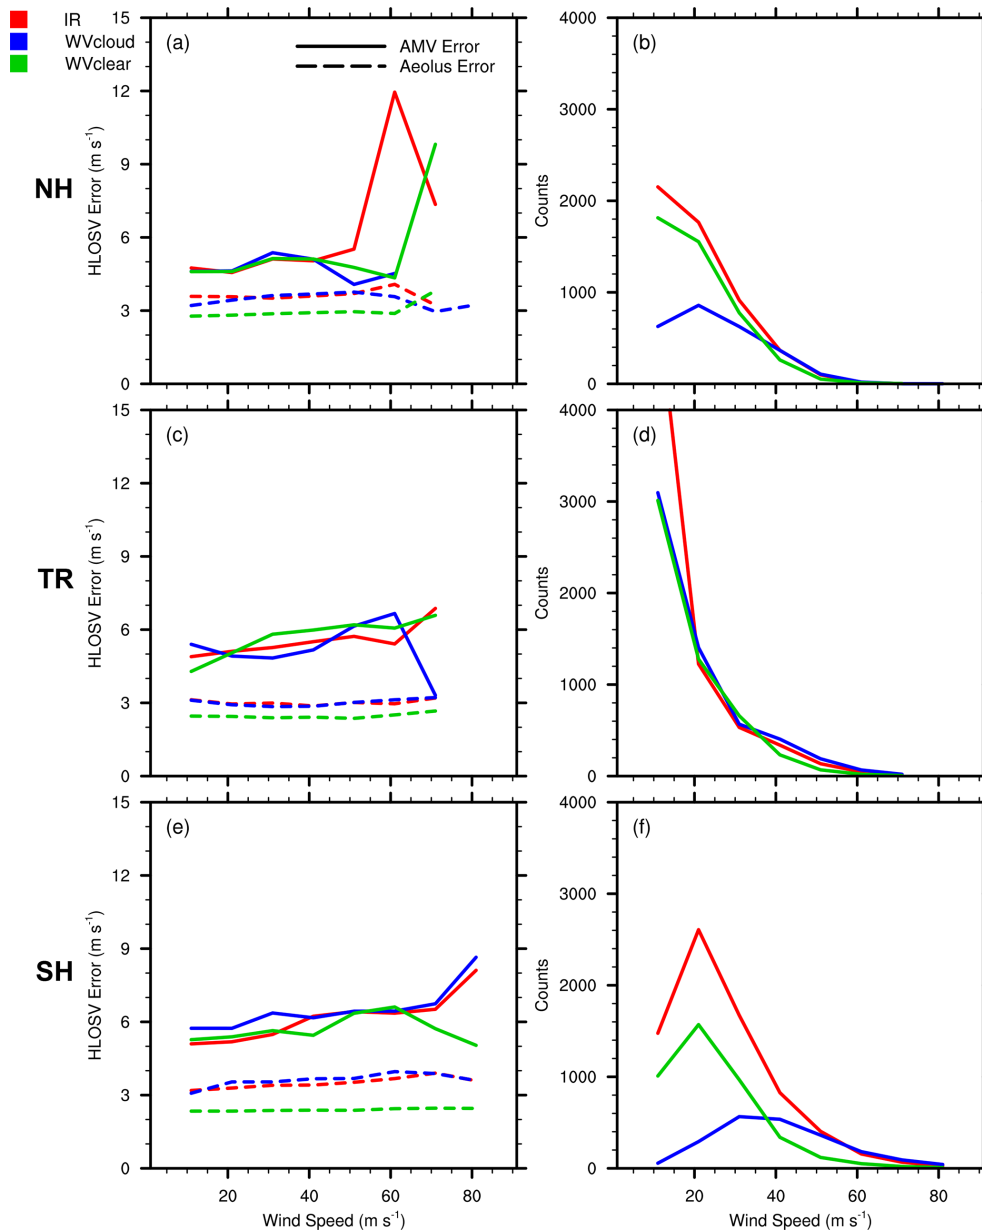 IR
WVcloud
WVclear
(a)
AMV Error
Aeolus Error
15
12
9
6
3
0
HLOSV Error (m s⁻¹)
NH
(b)
4000
3000
2000
1000
0
Counts
(c)
15
12
9
6
3
0
HLOSV Error (m s⁻¹)
TR
(d)
4000
3000
2000
1000
0
Counts
(e)
15
12
9
6
3
0
HLOSV Error (m s⁻¹)
SH
20 40 60 80
Wind Speed (m s⁻¹)
(f)
4000
3000
2000
1000
0
Counts
20 40 60 80
Wind Speed (m s⁻¹)